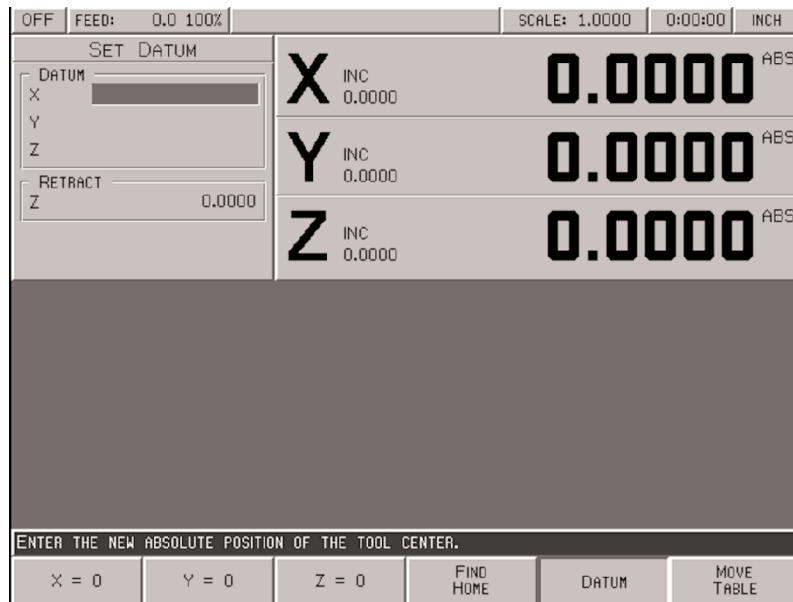 OFF FEED: 0.0 100% SCALE: 1.0000 0:00:00 INCH
SET DATUM
DATUM
X
Y
Z
RETRACT
Z 0.0000
X INC 0.0000 0.0000 ABS
Y INC 0.0000 0.0000 ABS
Z INC 0.0000 0.0000 ABS
ENTER THE NEW ABSOLUTE POSITION OF THE TOOL CENTER.
X = 0 Y = 0 Z = 0 FIND HOME DATUM MOVE TABLE